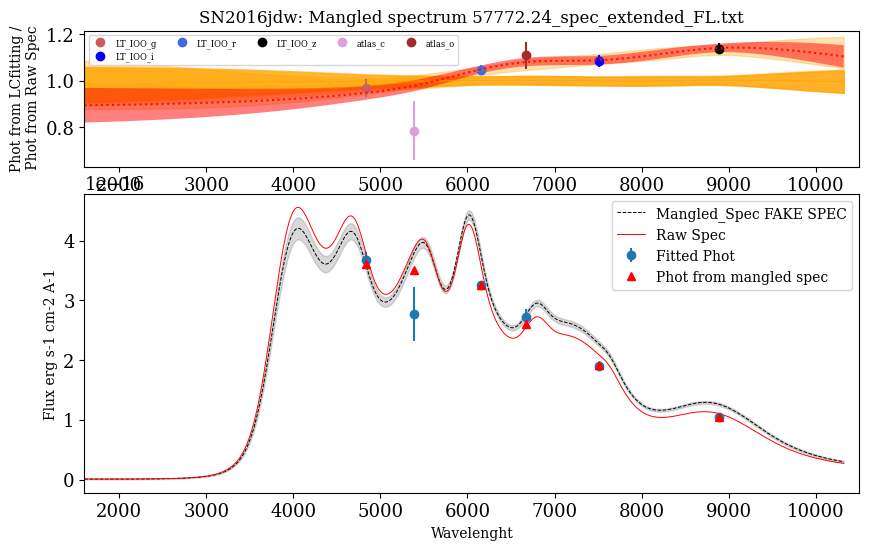 SN2016jdw: Mangled spectrum 57772.24_spec_extended_FL.txt
Phot from LCfitting /
Phot from Raw Spec
1.2
1.0
0.8
LT_IOO_g LT_IOO_r LT_IOO_z atlas_c atlas_o
LT_IOO_i
2000 3000 4000 5000 6000 7000 8000 9000 10000
1e−16
Flux erg s-1 cm-2 A-1
4
3
2
1
0
Mangled_Spec FAKE SPEC
Raw Spec
Fitted Phot
Phot from mangled spec
2000 3000 4000 5000 6000 7000 8000 9000 10000
Wavelenght